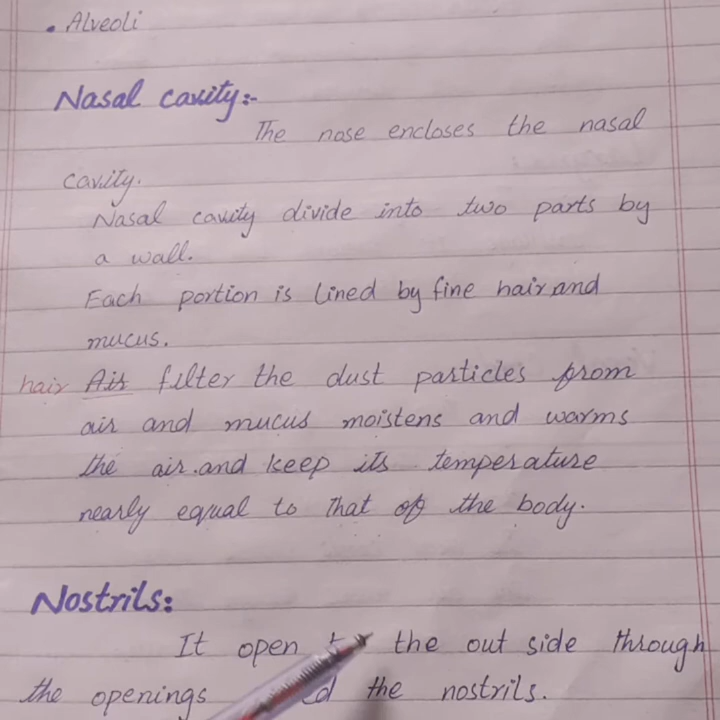 • Alveoli
Nasal cavity:-
The nose encloses the nasal
cavity.
Nasal cavity divide into two parts by
a wall.
Each portion is lined by fine hair and
mucus.
hair Air filter the dust particles from
air and mucus moistens and warms
the air.and keep its temperature
nearly equal to that of the body.
Nostrils:
It open the out side through
the openings the nostrils.